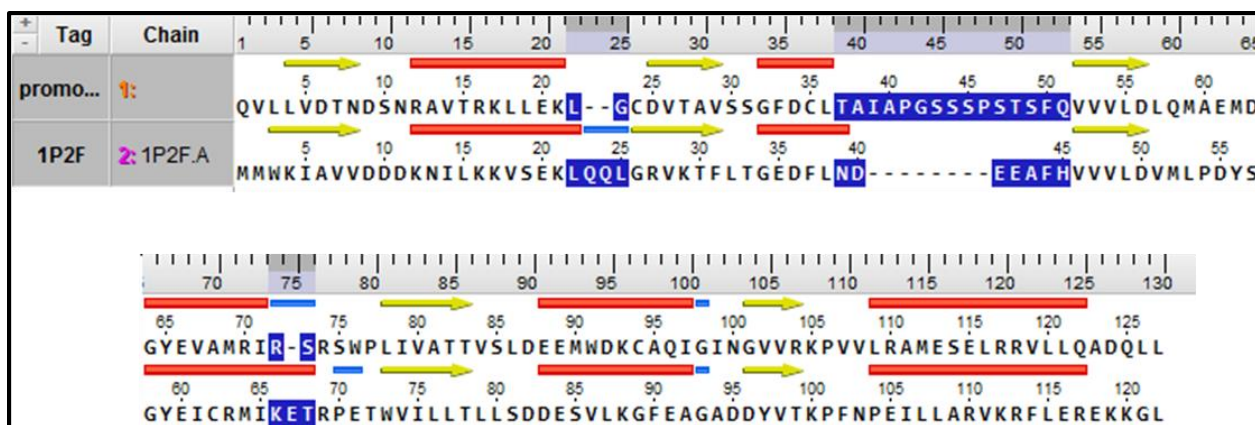 + - Tag Chain 1 5 10 15 20 25 30 35 40 45 50 55 60 65
5 10 15 20 25 30 35 40 45 50 55 60
promo... 1: QVLLVDTNDSNRAVTRKLLEKL--GCDVTAVSSGFDCLTAIAPGSSSPSTSFQVVVLDLQMAEMD
5 10 15 20 25 30 35 40 45 50 55
1P2F 2: 1P2F.A MMWKIAVVDDDKNILKKVSEKLQQLGRVKTFLTGEDFLND--------EEAFHVVVLDVMLPDYS
70 75 80 85 90 95 100 105 110 115 120 125 130
65 70 75 80 85 90 95 100 105 110 115 120 125
GYEVAMRIR-SRSWPLIVATTVSLDEEMWDKCAQIGINGVVRKPVVLRAMESELRRVLLQADQLL
60 65 70 75 80 85 90 95 100 105 110 115 120
GYEICRMIKETRPETWVILLTLLSDDESVLKGFEAGADDYVTKPFNPEILLARVKRFLEREKKGL